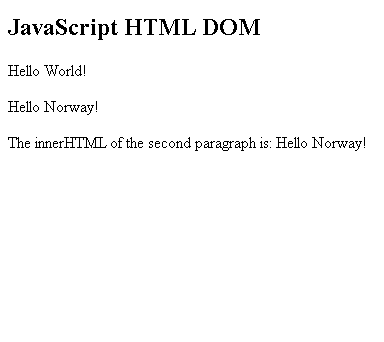 JavaScript HTML DOM
Hello World!
Hello Norway!
The innerHTML of the second paragraph is: Hello Norway!